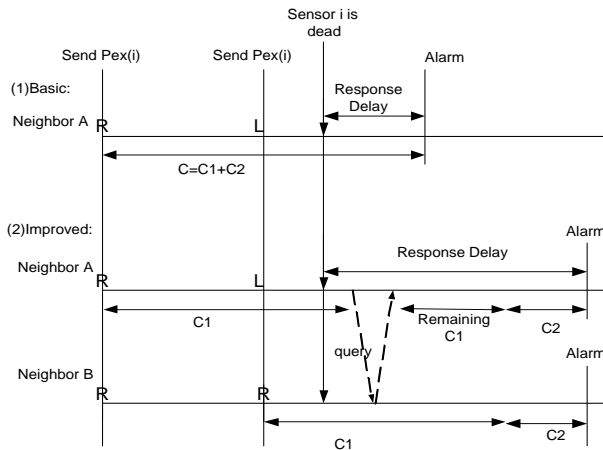 Sensor i is
dead
Send Pex(i)
Send Pex(i)
Alarm
(1)Basic:
Response
Delay
Neighbor A
R
L
C=C1+C2
(2)Improved:
Alarm
Response Delay
Neighbor A
R
L
C1
Remaining
C1
C2
query
Alarm
Neighbor B
R
R
C1
C2